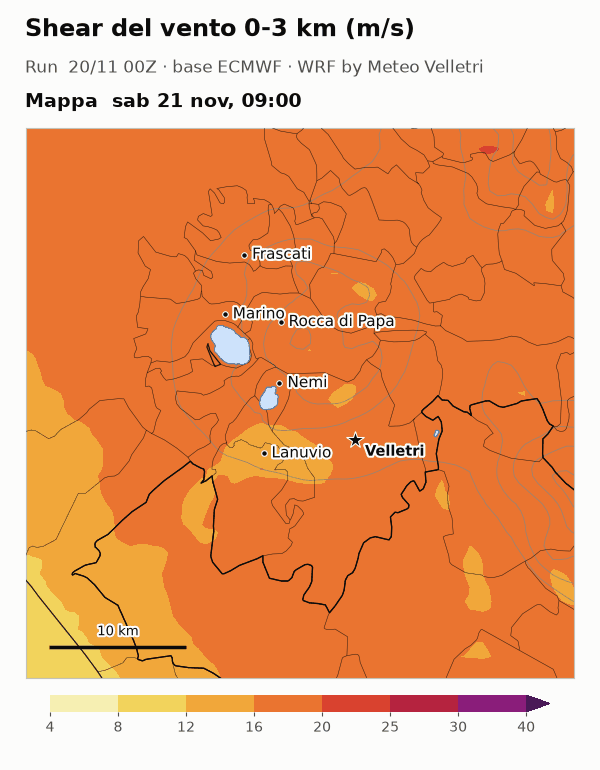 Shear del vento 0-3 km (m/s)
Run  20/11 00Z · base ECMWF · WRF by Meteo Velletri
Mappa  sab 21 nov, 09:00
Frascati
Marino
Rocca di Papa
Nemi
Velletri
Lanuvio
10 km
4 8 12 16 20 25 30 40